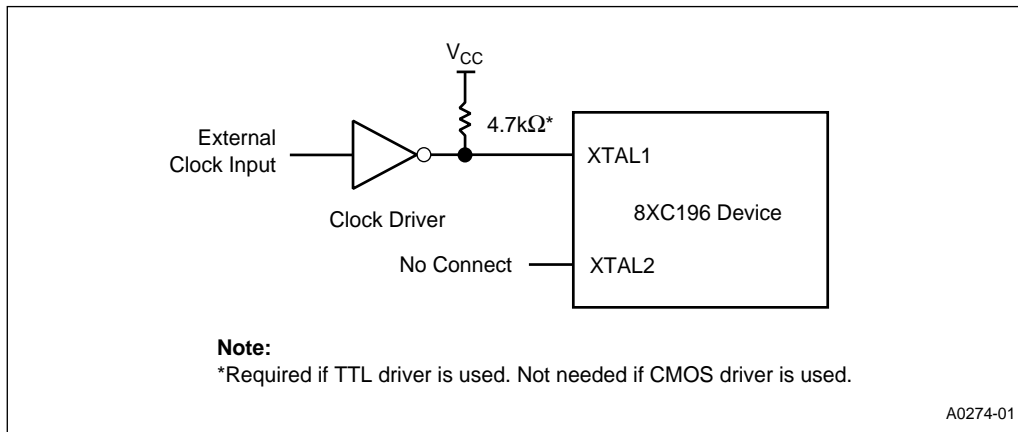 V_CC
4.7kΩ*
External
Clock Input
XTAL1
8XC196 Device
Clock Driver
No Connect
XTAL2
Note:
*Required if TTL driver is used. Not needed if CMOS driver is used.
A0274-01